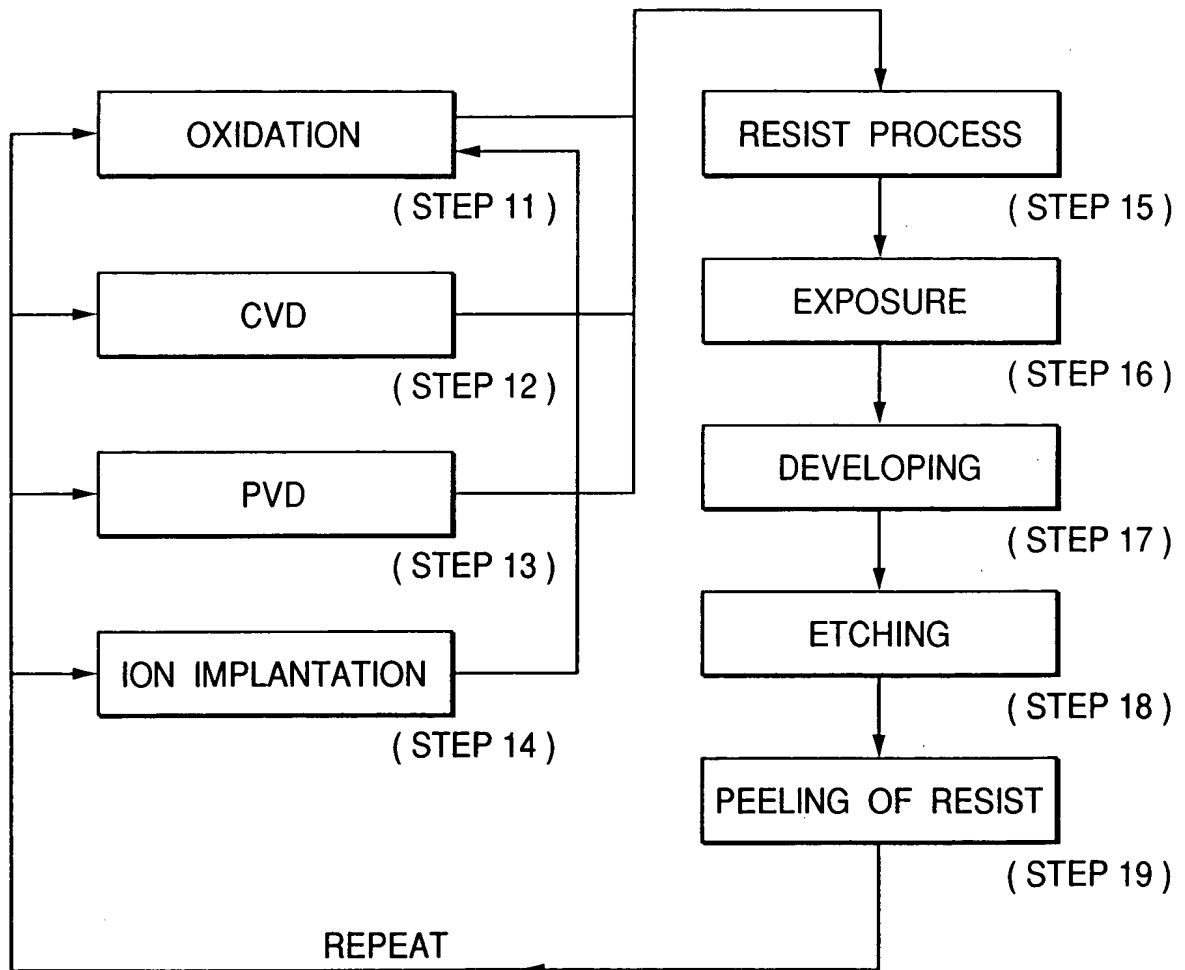 OXIDATION
( STEP 11 )
CVD
( STEP 12 )
PVD
( STEP 13 )
ION IMPLANTATION
( STEP 14 )
RESIST PROCESS
( STEP 15 )
EXPOSURE
( STEP 16 )
DEVELOPING
( STEP 17 )
ETCHING
( STEP 18 )
PEELING OF RESIST
( STEP 19 )
REPEAT